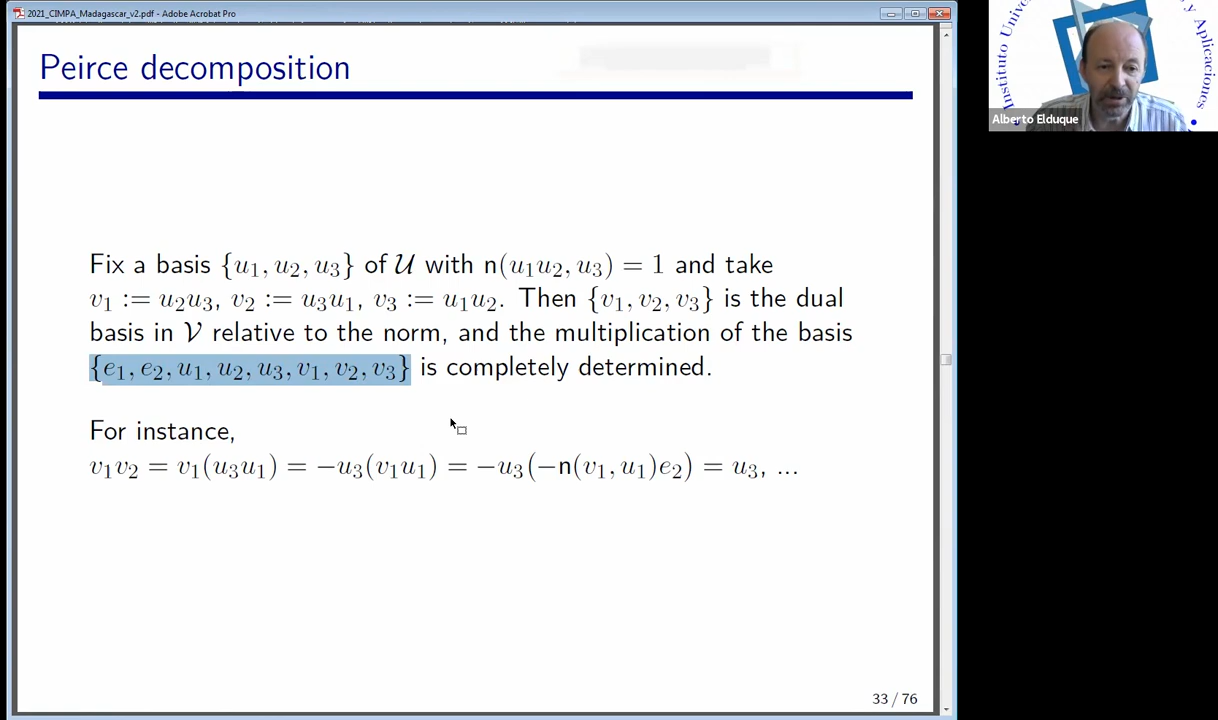 2021_CIMPA_Madagascar_v2.pdf - Adobe Acrobat Pro
Peirce decomposition
Fix a basis {u₁, u₂, u₃} of 𝒰 with n(u₁u₂, u₃) = 1 and take
v₁ := u₂u₃, v₂ := u₃u₁, v₃ := u₁u₂. Then {v₁, v₂, v₃} is the dual
basis in 𝒱 relative to the norm, and the multiplication of the basis
{e₁, e₂, u₁, u₂, u₃, v₁, v₂, v₃} is completely determined.
For instance,
v₁v₂ = v₁(u₃u₁) = −u₃(v₁u₁) = −u₃(−n(v₁, u₁)e₂) = u₃, ...
33 / 76
Instituto Univer
y Aplicaciones
Alberto Elduque